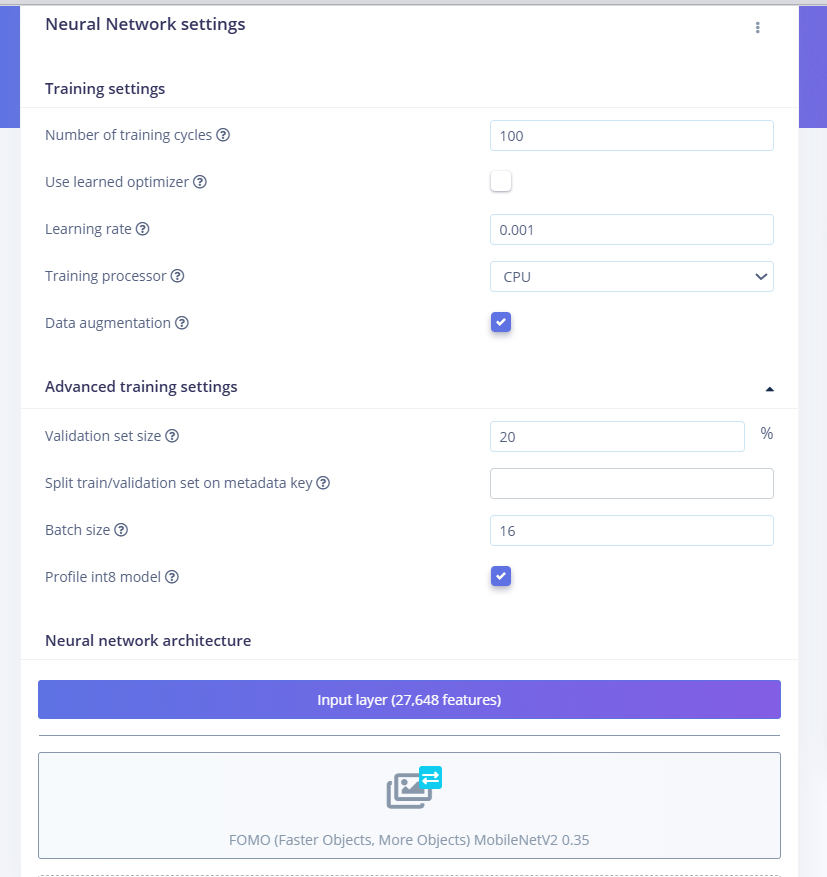 Neural Network settings
Training settings
Number of training cycles
100
Use learned optimizer
Learning rate
0.001
Training processor
CPU
Data augmentation
Advanced training settings
Validation set size
20
%
Split train/validation set on metadata key
Batch size
16
Profile int8 model
Neural network architecture
Input layer (27,648 features)
FOMO (Faster Objects, More Objects) MobileNetV2 0.35